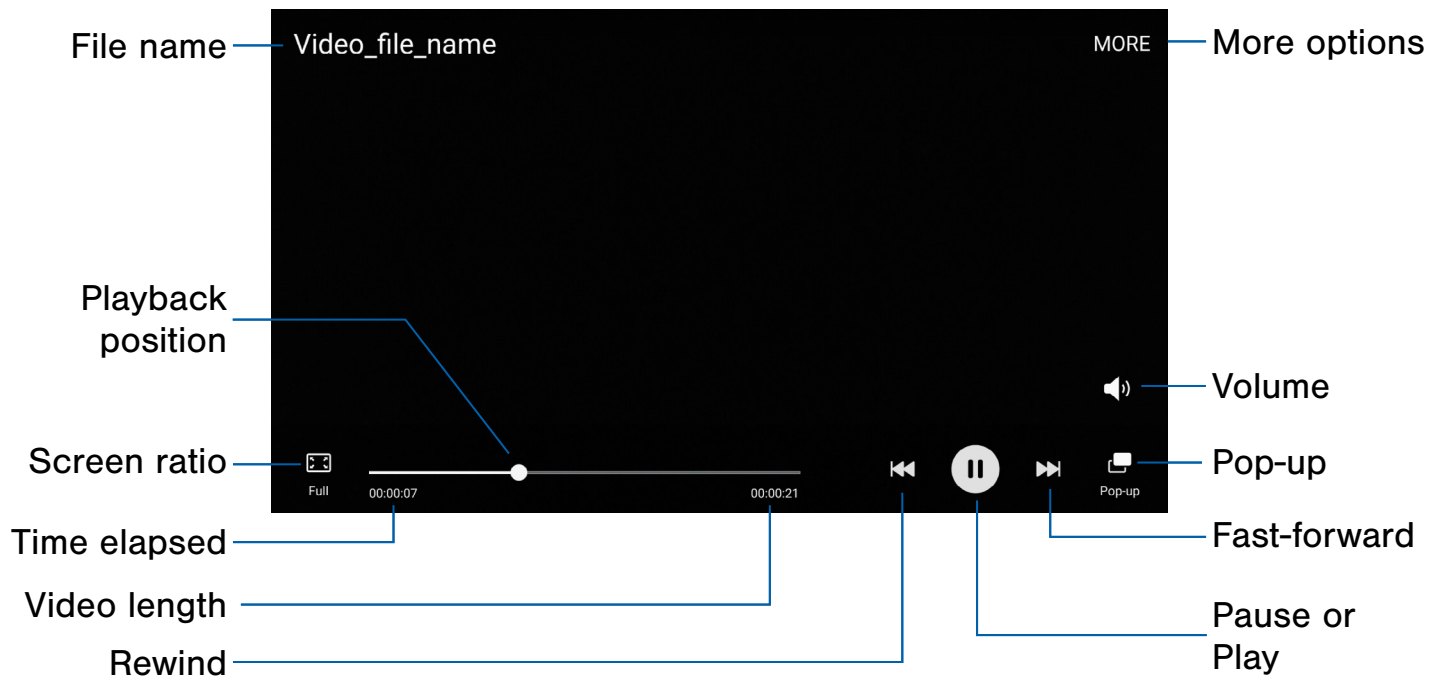 File name
Video_file_name
MORE
More options
Playback
position
Volume
Screen ratio
Full
00:00:07
00:00:21
Pop-up
Pop-up
Time elapsed
Fast-forward
Video length
Pause or
Play
Rewind